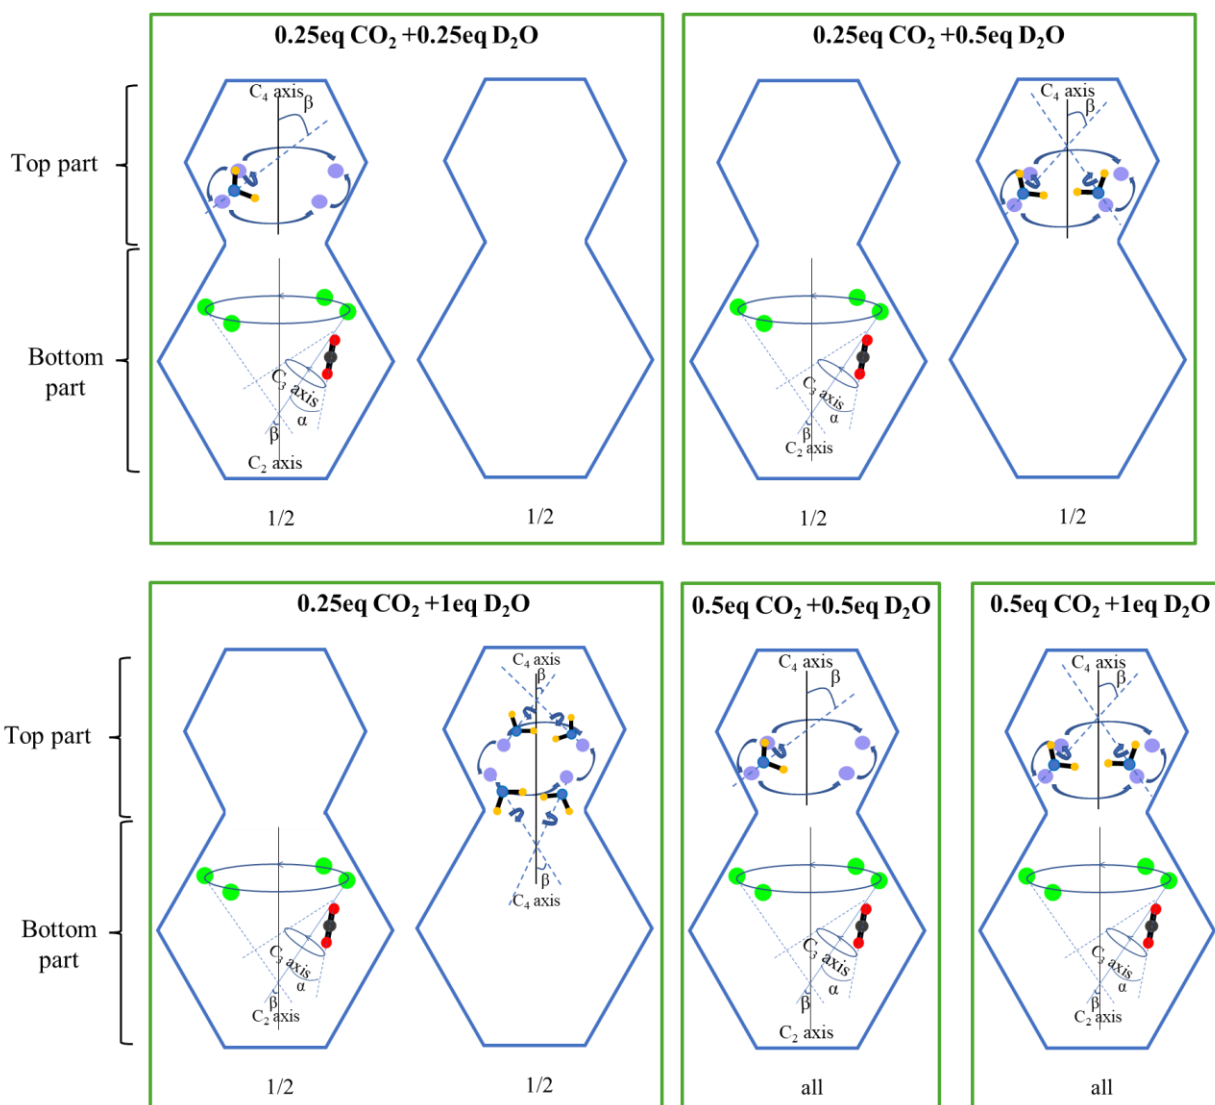 0.25eq CO₂ +0.25eq D₂O
0.25eq CO₂ +0.5eq D₂O
Top part
C₄ axis
β
C₄ axis
β
Bottom
part
C₃ axis
α
β
C₂ axis
C₃ axis
α
β
C₂ axis
1/2
1/2
1/2
1/2
0.25eq CO₂ +1eq D₂O
0.5eq CO₂ +0.5eq D₂O
0.5eq CO₂ +1eq D₂O
Top part
C₄ axis
β
β
C₄ axis
C₄ axis
β
C₄ axis
β
Bottom
part
C₃ axis
α
β
C₂ axis
C₃ axis
α
β
C₂ axis
C₃ axis
α
β
C₂ axis
1/2
1/2
all
all